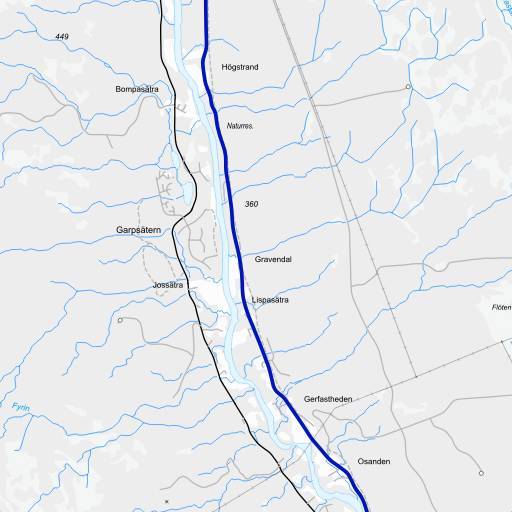 449
Högstrand
Bompasätra
Naturres.
360
Garpsätern
Gravendal
Jossätra
Lispasätra
Flöten
Gerfastheden
Fyrin
Osanden